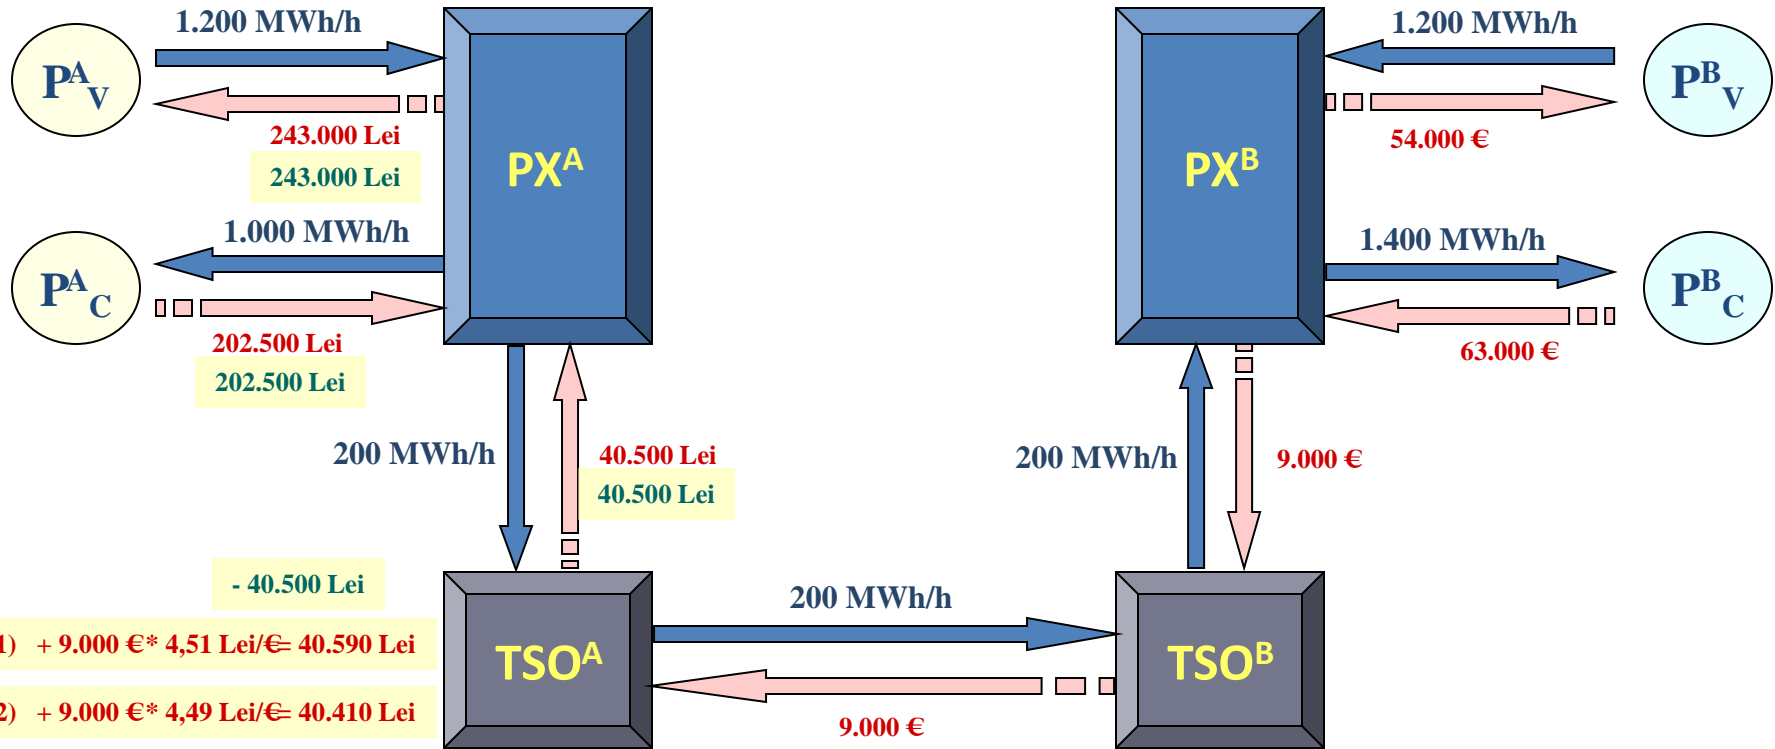 1.200 MWh/h
1.200 MWh/h
PᴬV
243.000 Lei
243.000 Lei
PXᴬ
PXᴮ
PᴮV
54.000 €
1.000 MWh/h
1.400 MWh/h
PᴬC
202.500 Lei
202.500 Lei
PᴮC
63.000 €
200 MWh/h
40.500 Lei
40.500 Lei
200 MWh/h
9.000 €
- 40.500 Lei
200 MWh/h
1) + 9.000 €* 4,51 Lei/€= 40.590 Lei
TSOᴬ
TSOᴮ
2) + 9.000 €* 4,49 Lei/€= 40.410 Lei
9.000 €